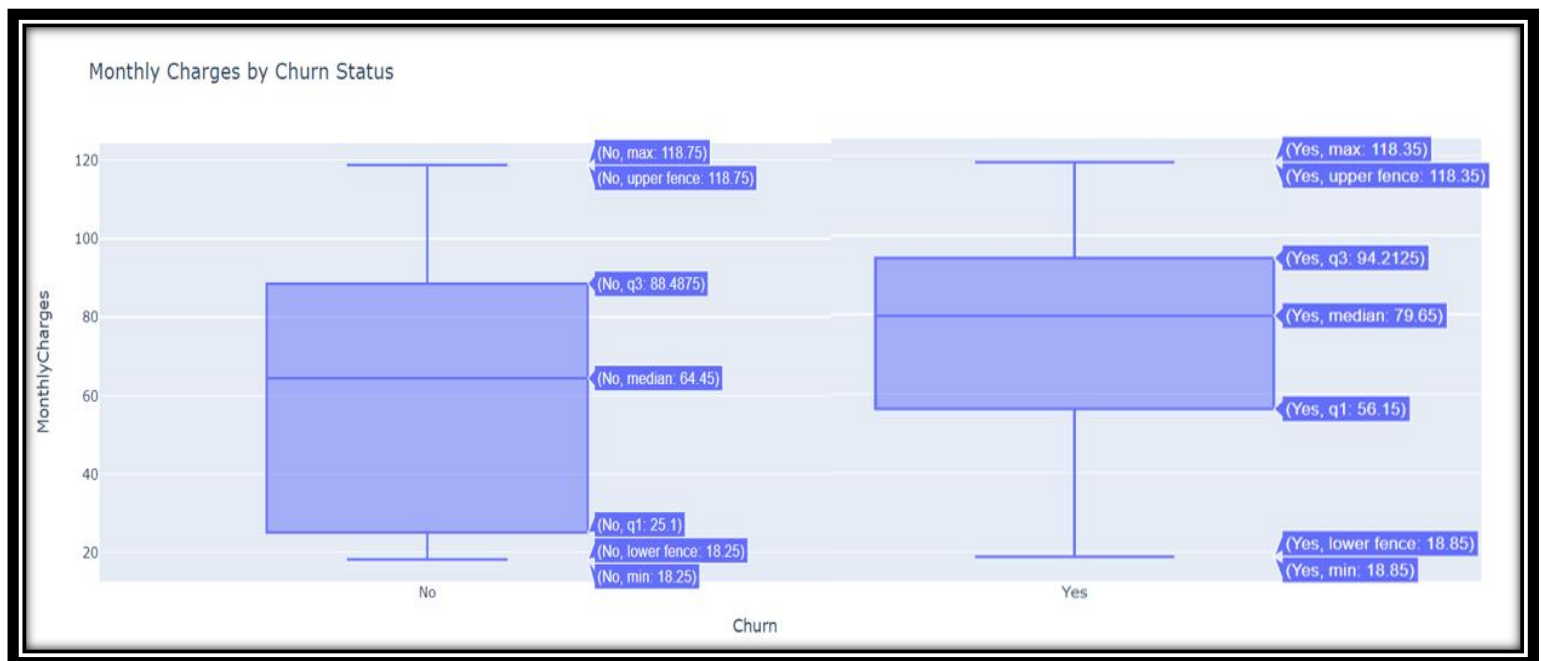 Monthly Charges by Churn Status
MonthlyCharges
120
100
80
60
40
20
(No, max: 118.75)
(No, upper fence: 118.75)
(No, q3: 88.4875)
(No, median: 64.45)
(No, q1: 25.1)
(No, lower fence: 18.25)
(No, min: 18.25)
(Yes, max: 118.35)
(Yes, upper fence: 118.35)
(Yes, q3: 94.2125)
(Yes, median: 79.65)
(Yes, q1: 56.15)
(Yes, lower fence: 18.85)
(Yes, min: 18.85)
No
Yes
Churn